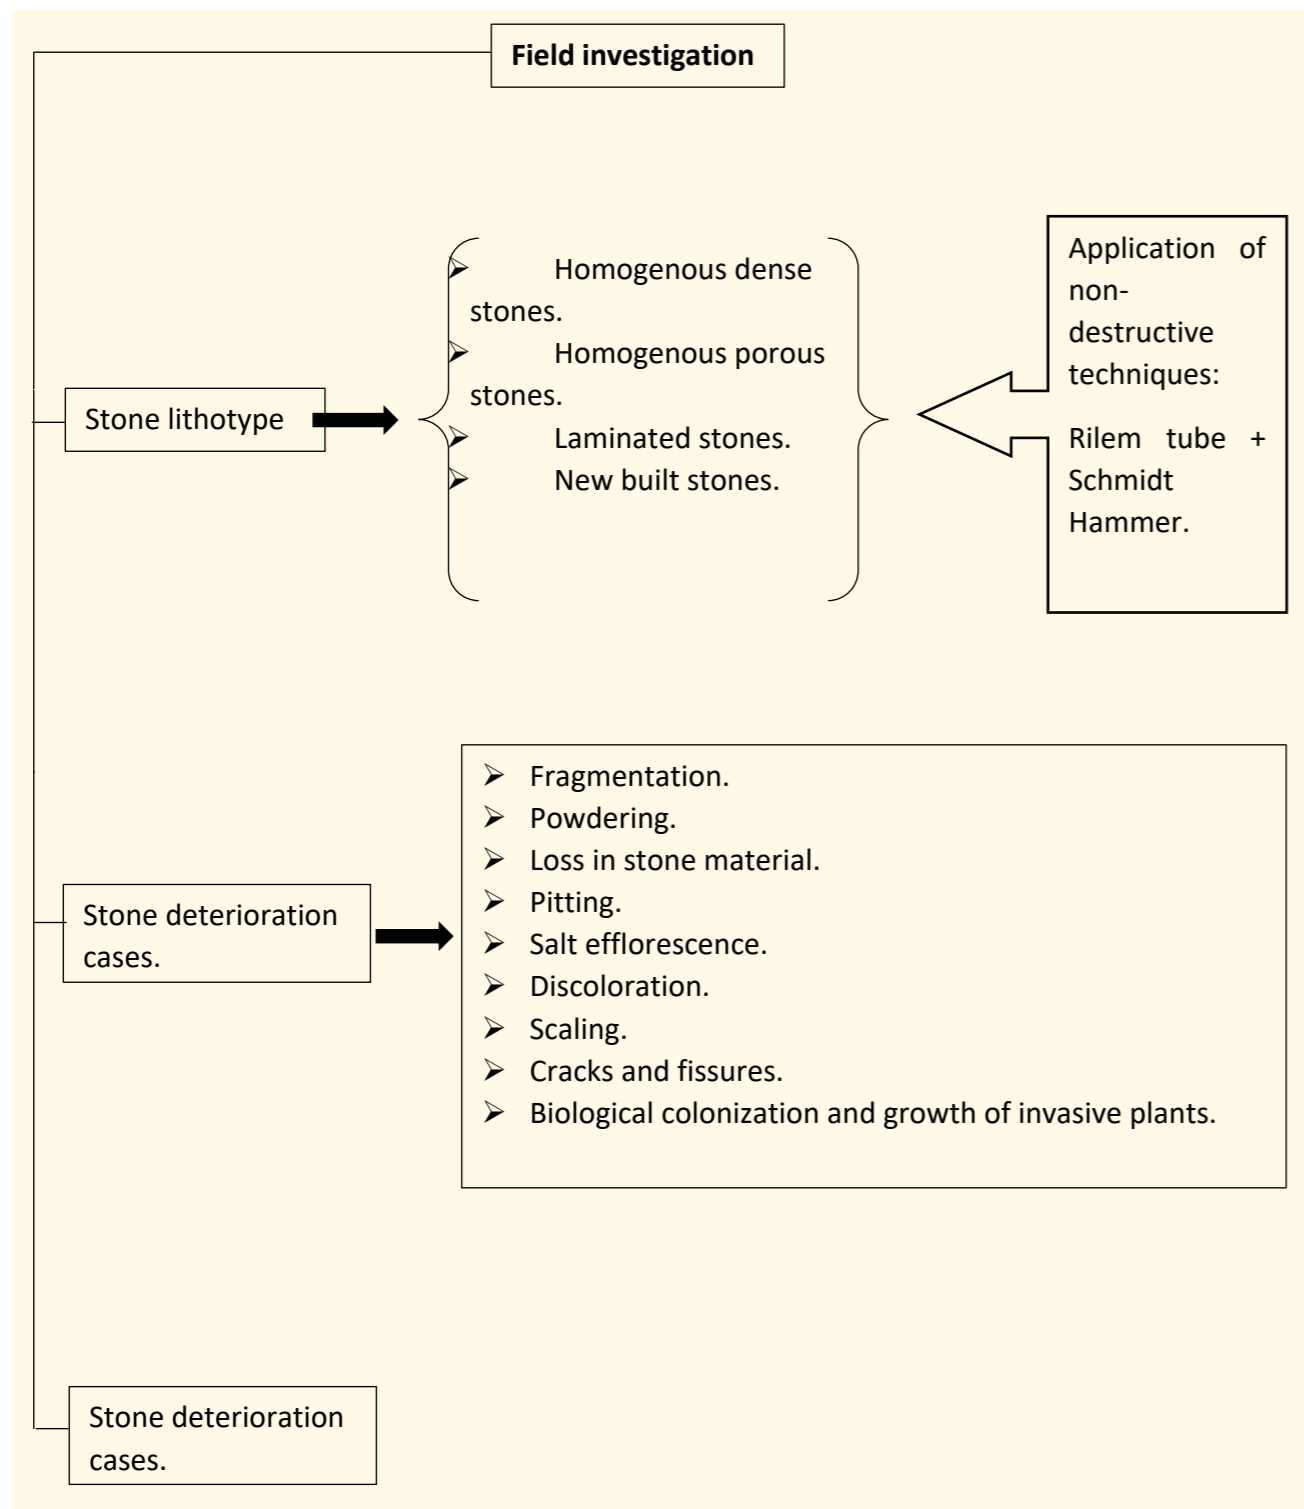 Field investigation
Stone lithotype
➢ Homogenous dense
stones.
➢ Homogenous porous
stones.
➢ Laminated stones.
➢ New built stones.
Application of
non-
destructive
techniques:
Rilem tube +
Schmidt
Hammer.
Stone deterioration
cases.
➢ Fragmentation.
➢ Powdering.
➢ Loss in stone material.
➢ Pitting.
➢ Salt efflorescence.
➢ Discoloration.
➢ Scaling.
➢ Cracks and fissures.
➢ Biological colonization and growth of invasive plants.
Stone deterioration
cases.